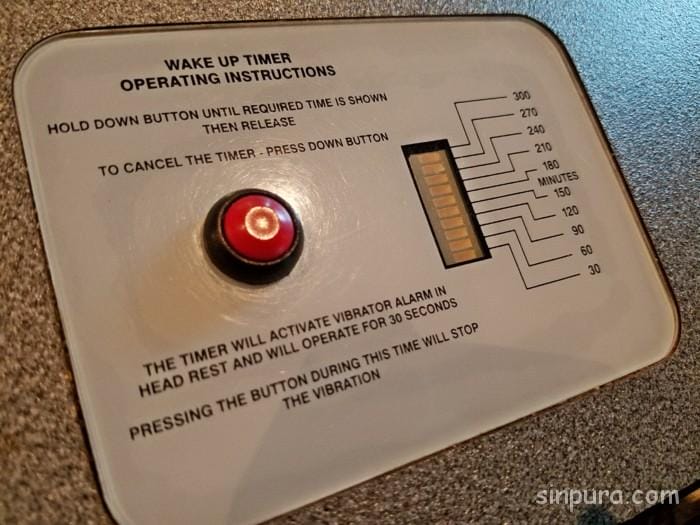 WAKE UP TIMER
OPERATING INSTRUCTIONS
HOLD DOWN BUTTON UNTIL REQUIRED TIME IS SHOWN
THEN RELEASE
TO CANCEL THE TIMER - PRESS DOWN BUTTON
300
270
240
210
180
MINUTES
150
120
90
60
30
THE TIMER WILL ACTIVATE VIBRATOR ALARM IN
HEAD REST AND WILL OPERATE FOR 30 SECONDS
PRESSING THE BUTTON DURING THIS TIME WILL STOP
THE VIBRATION
sinpura.com